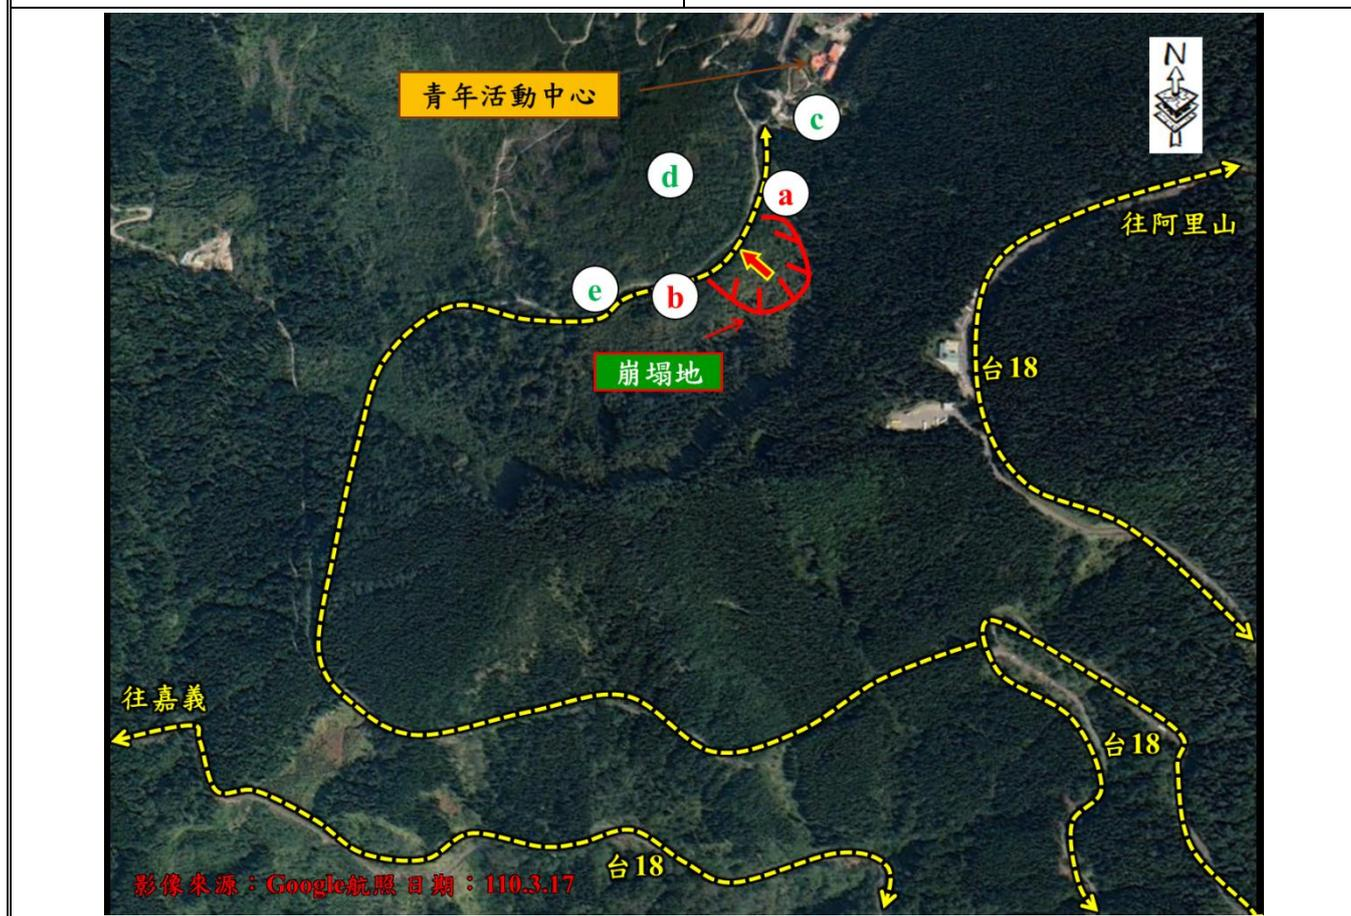 N
青年活動中心
c
d
a
往阿里山
e
b
崩塌地
台18
往嘉義
台18
台18
影像來源：Google航照 日期：110.3.17